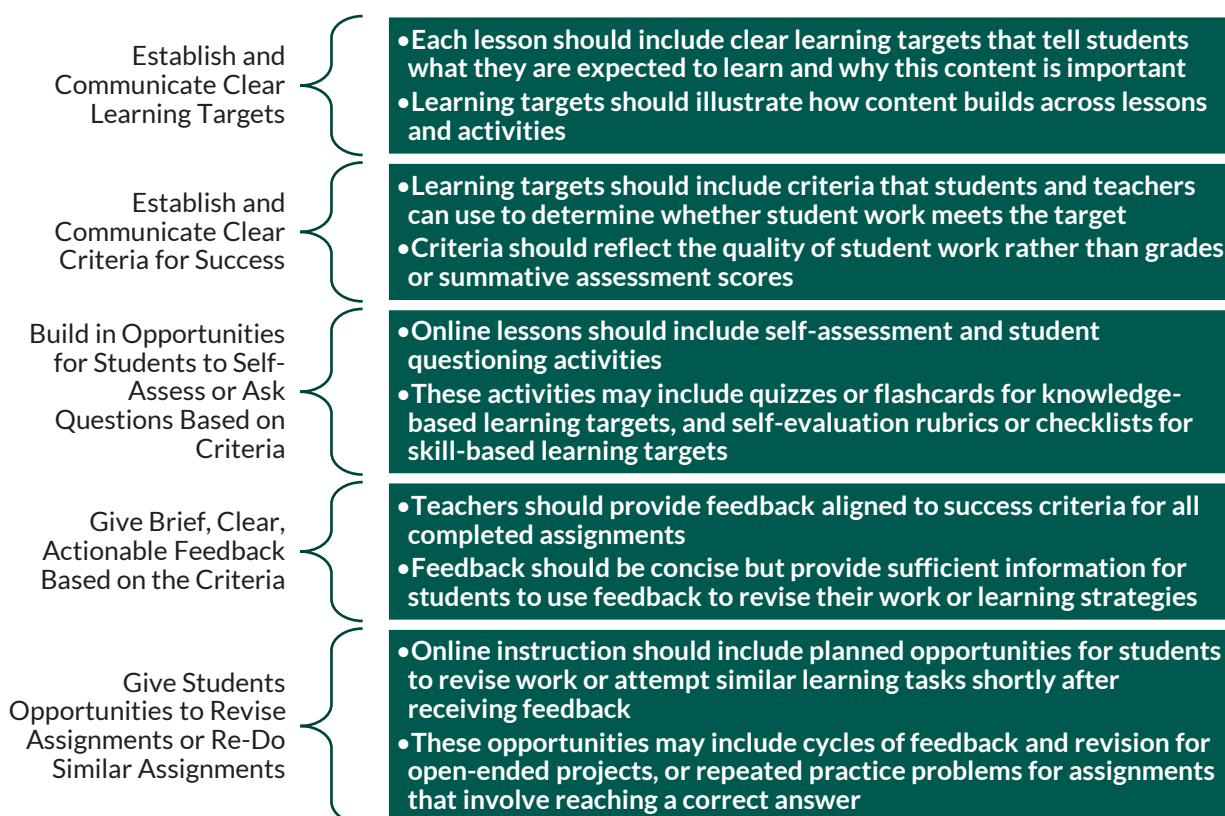 Establish and
Communicate Clear
Learning Targets
•Each lesson should include clear learning targets that tell students
what they are expected to learn and why this content is important
•Learning targets should illustrate how content builds across lessons
and activities
Establish and
Communicate Clear
Criteria for Success
•Learning targets should include criteria that students and teachers
can use to determine whether student work meets the target
•Criteria should reflect the quality of student work rather than grades
or summative assessment scores
Build in Opportunities
for Students to Self-
Assess or Ask
Questions Based on
Criteria
•Online lessons should include self-assessment and student
questioning activities
•These activities may include quizzes or flashcards for knowledge-
based learning targets, and self-evaluation rubrics or checklists for
skill-based learning targets
Give Brief, Clear,
Actionable Feedback
Based on the Criteria
•Teachers should provide feedback aligned to success criteria for all
completed assignments
•Feedback should be concise but provide sufficient information for
students to use feedback to revise their work or learning strategies
Give Students
Opportunities to Revise
Assignments or Re-Do
Similar Assignments
•Online instruction should include planned opportunities for students
to revise work or attempt similar learning tasks shortly after
receiving feedback
•These opportunities may include cycles of feedback and revision for
open-ended projects, or repeated practice problems for assignments
that involve reaching a correct answer